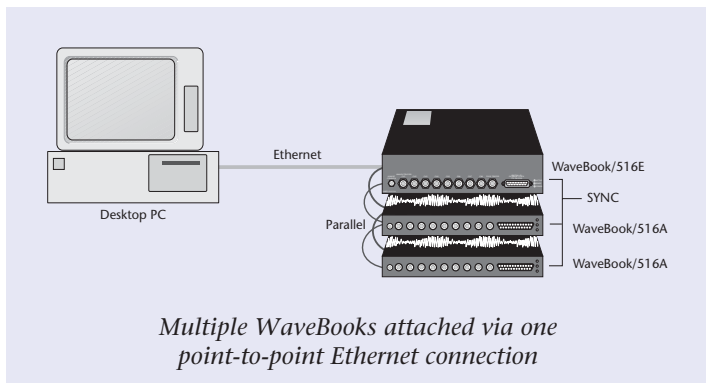 Ethernet
WaveBook/516E
SYNC
Desktop PC
Parallel
WaveBook/516A
WaveBook/516A
Multiple WaveBooks attached via one
point-to-point Ethernet connection